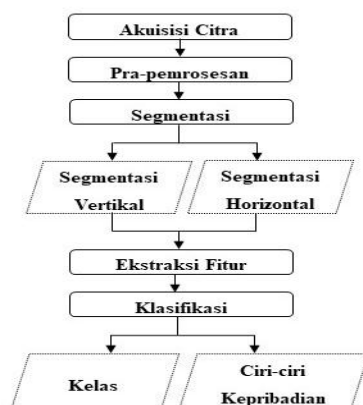 Akuisisi Citra
Pra-pemrosesan
Segmentasi
Segmentasi
Vertikal
Segmentasi
Horizontal
Ekstraksi Fitur
Klasifikasi
Kelas
Ciri-ciri
Kepribadian